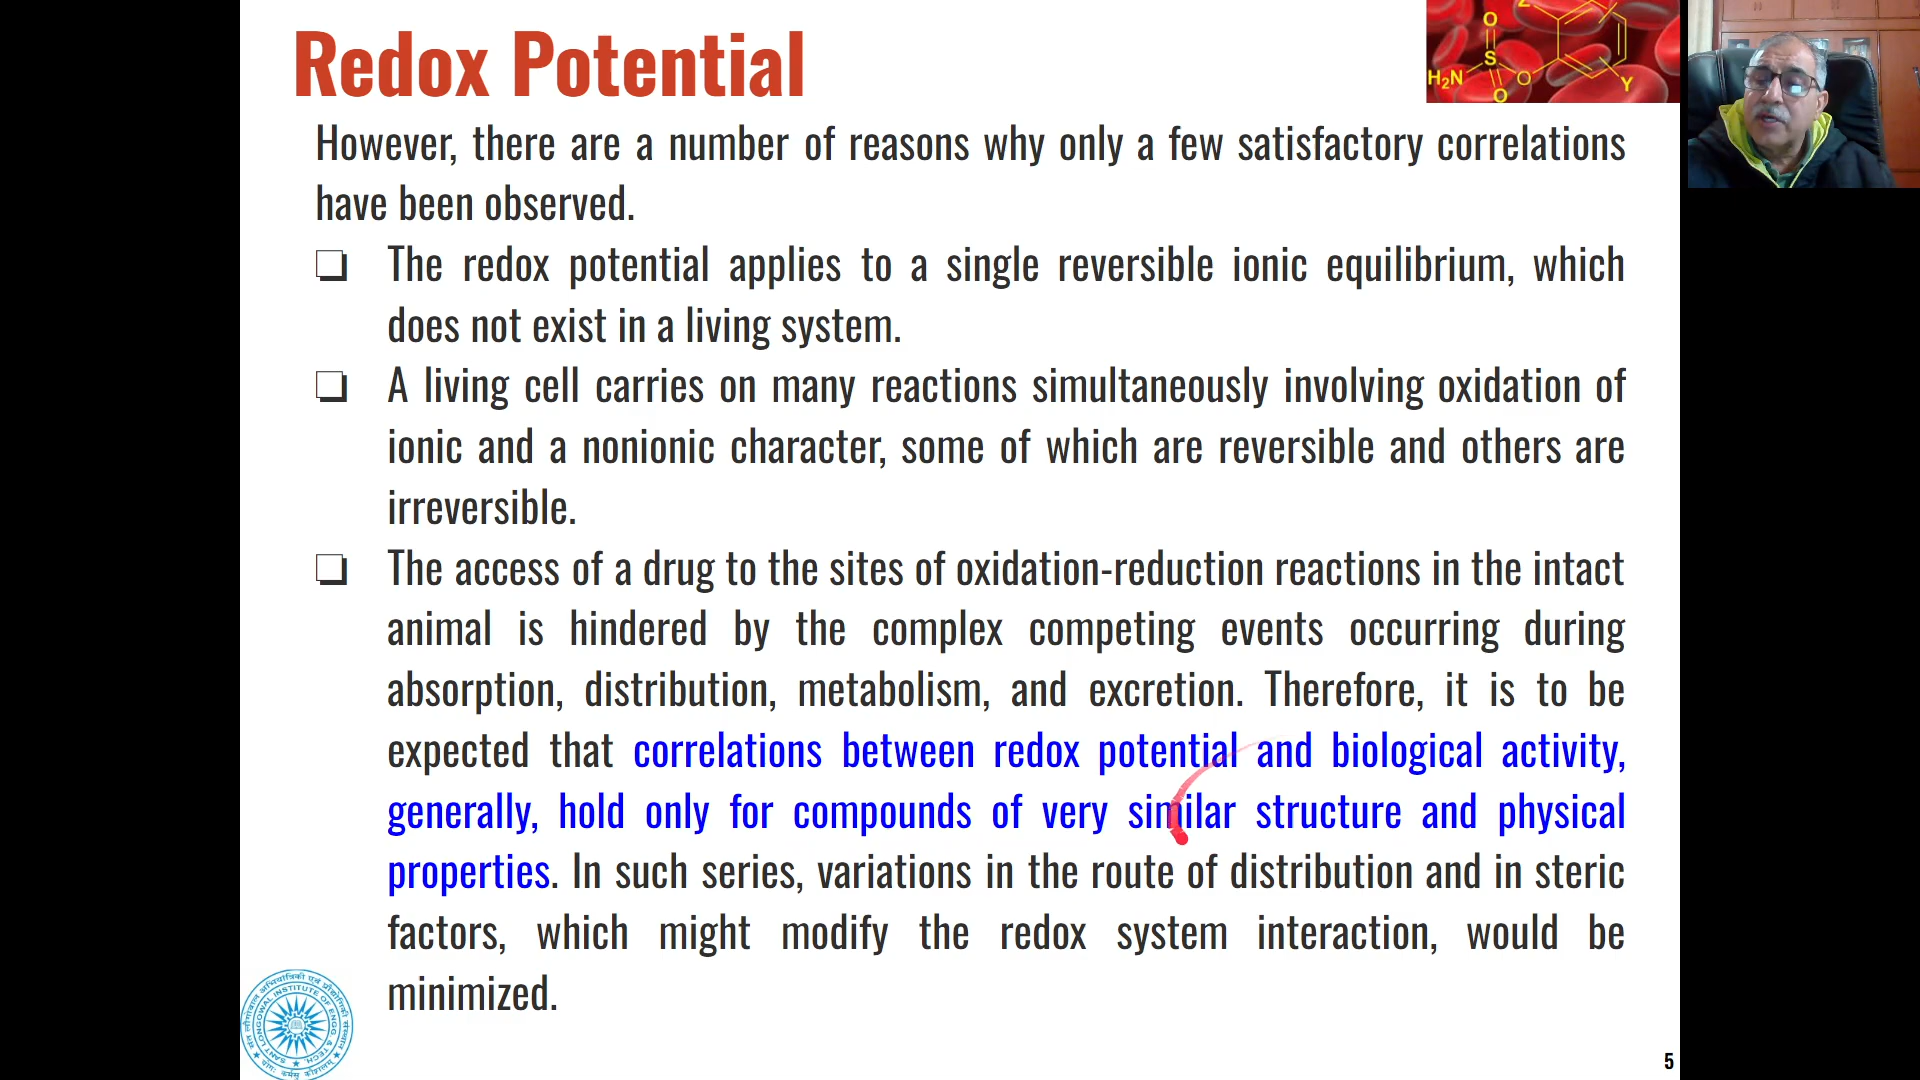 Redox Potential
However, there are a number of reasons why only a few satisfactory correlations
have been observed.
❑ The redox potential applies to a single reversible ionic equilibrium, which
does not exist in a living system.
❑ A living cell carries on many reactions simultaneously involving oxidation of
ionic and a nonionic character, some of which are reversible and others are
irreversible.
❑ The access of a drug to the sites of oxidation-reduction reactions in the intact
animal is hindered by the complex competing events occurring during
absorption, distribution, metabolism, and excretion. Therefore, it is to be
expected that correlations between redox potential and biological activity,
generally, hold only for compounds of very similar structure and physical
properties. In such series, variations in the route of distribution and in steric
factors, which might modify the redox system interaction, would be
minimized.
Z
O
S
H₂N
O
O
Y
SANT LONGOWAL INSTITUTE OF ENGG. & TECH.
5